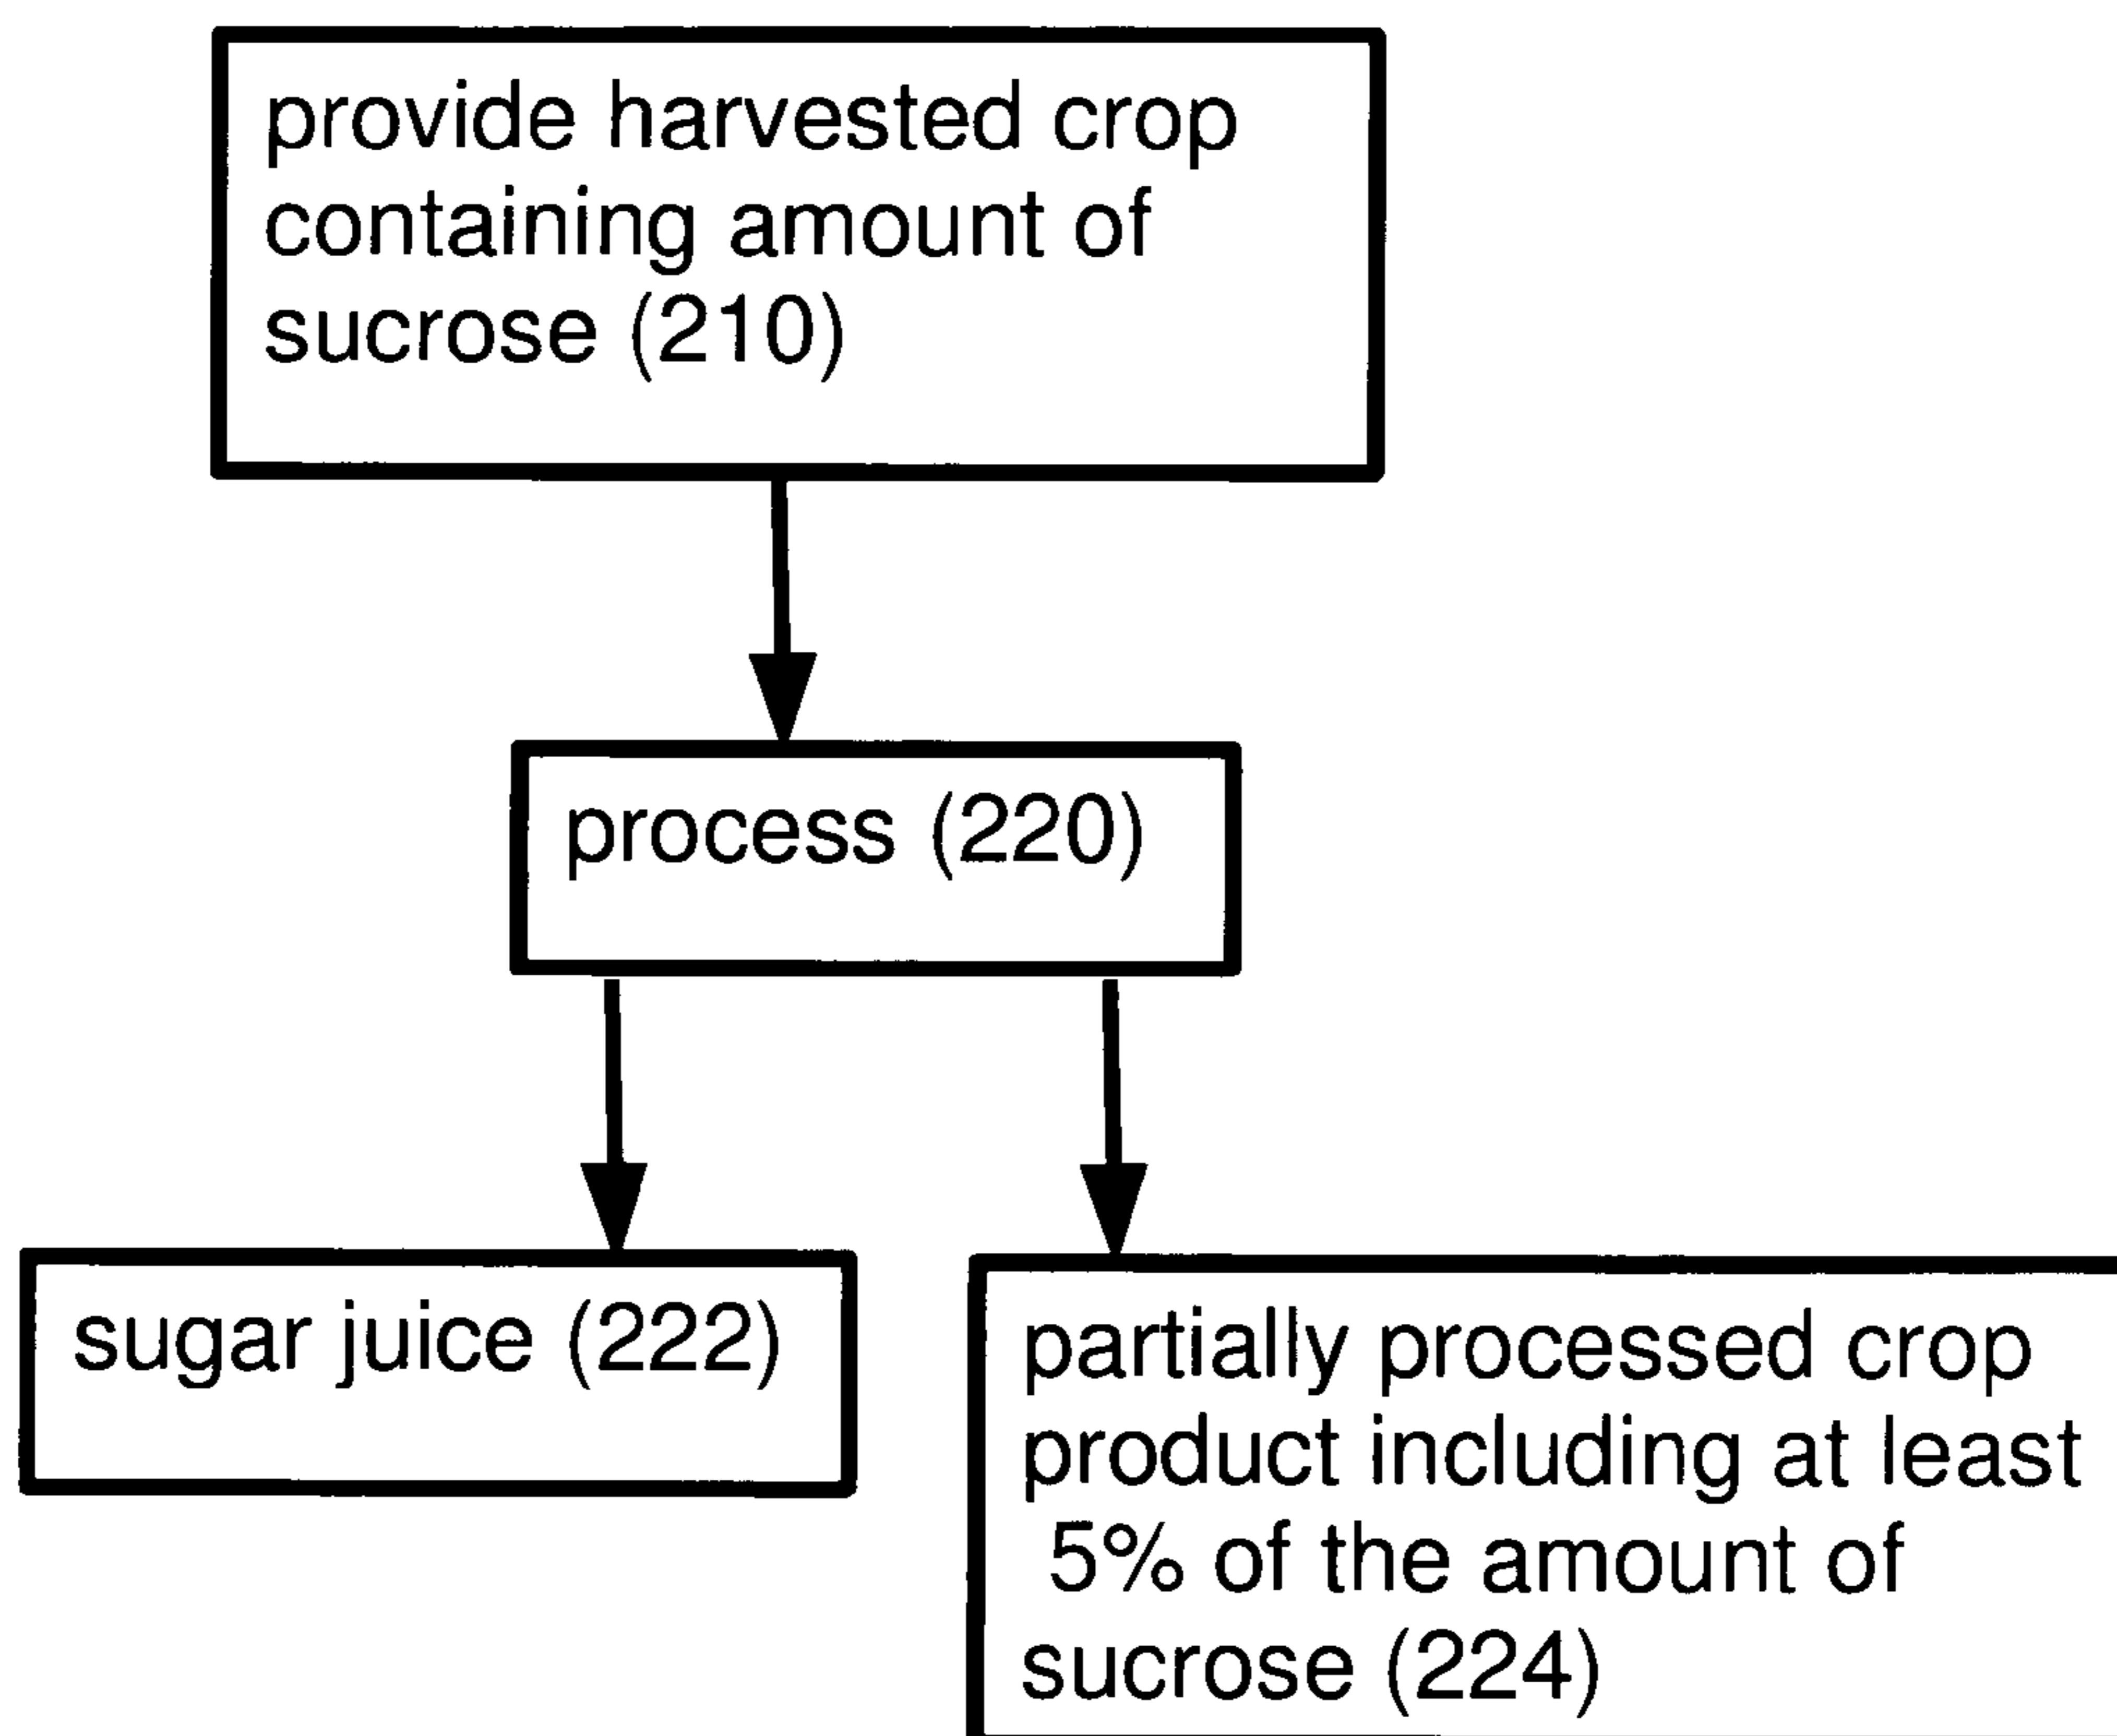 provide harvested crop
containing amount of
sucrose (210)
process (220)
sugar juice (222)
partially processed crop
product including at least
5% of the amount of
sucrose (224)